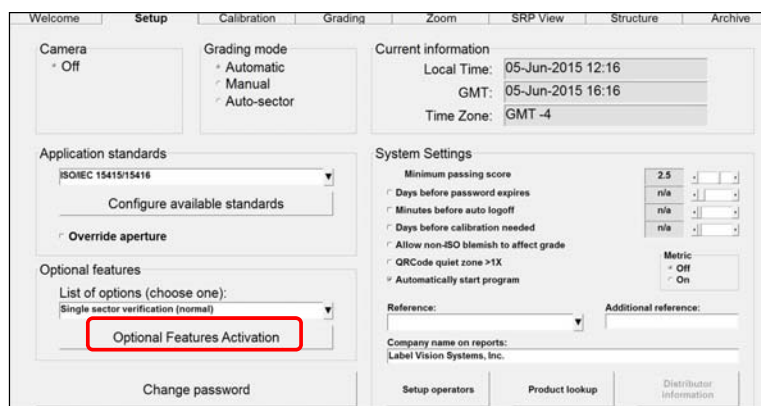 Welcome Setup Calibration Grading Zoom SRP View Structure Archive
Camera
Off
Grading mode
Automatic
Manual
Auto-sector
Current information
Local Time: 05-Jun-2015 12:16
GMT: 05-Jun-2015 16:16
Time Zone: GMT -4
Application standards
ISO/IEC 15415/15416
Configure available standards
Override aperture
Optional features
List of options (choose one):
Single sector verification (normal)
Optional Features Activation
Change password
System Settings
Minimum passing score 2.5
Days before password expires n/a
Minutes before auto logoff n/a
Days before calibration needed n/a
Allow non-ISO blemish to affect grade
QRCode quiet zone >1X
Automatically start program
Metric
Off
On
Reference: Additional reference:
Company name on reports:
Label Vision Systems, Inc.
Setup operators Product lookup Distributor information